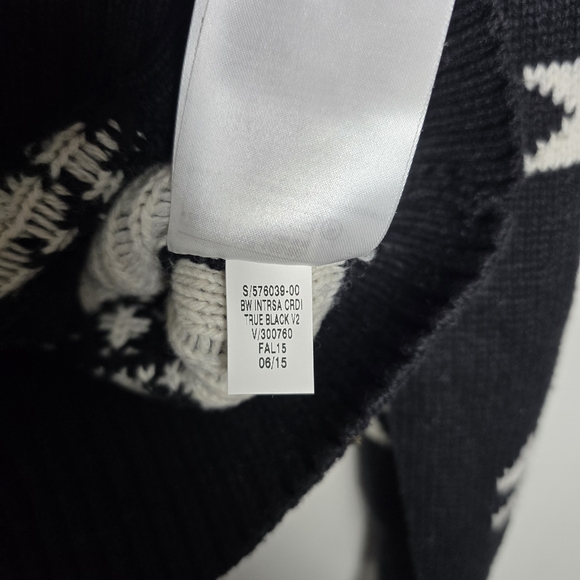 S/576039-00
BW INTRSA CRDI
TRUE BLACK V2
V/300760
FAL15
06/15